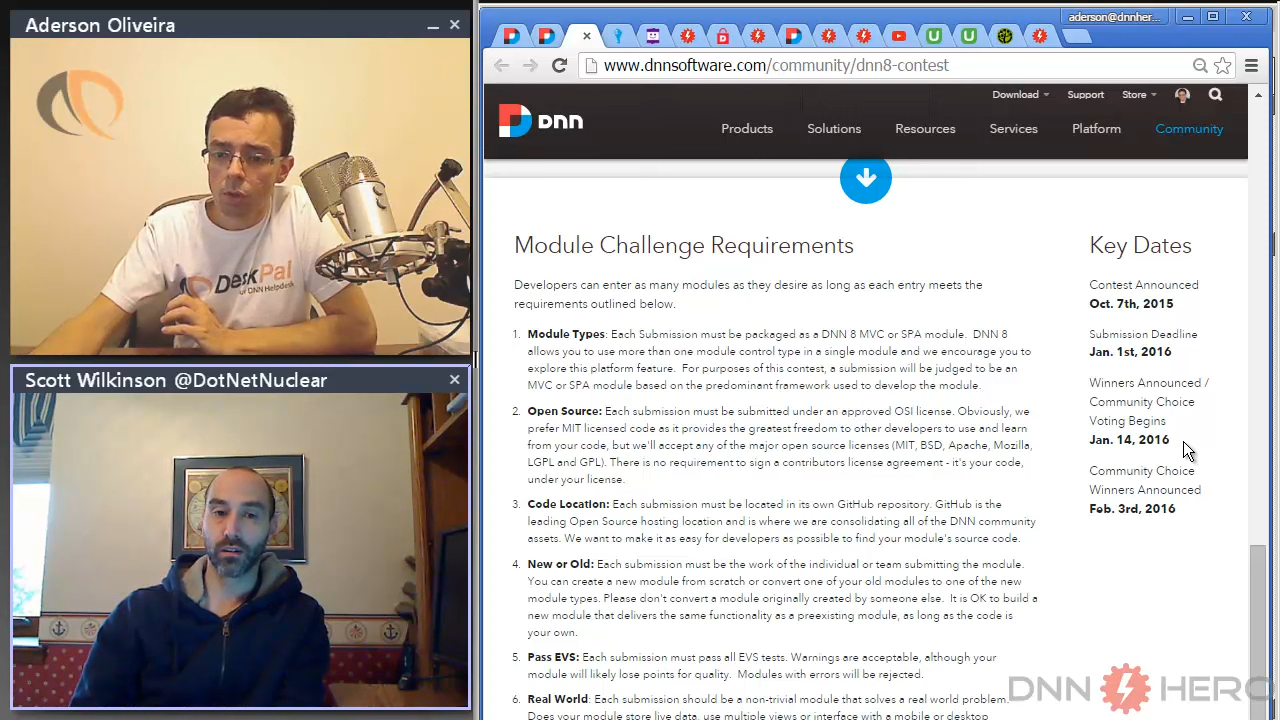 Aderson Oliveira
DeskPal
Scott Wilkinson @DotNetNuclear
aderson@dnnher...
www.dnnsoftware.com/community/dnn8-contest
Download
Support
Store
dnn
Products
Solutions
Resources
Services
Platform
Community
Module Challenge Requirements
Developers can enter as many modules as they desire as long as each entry meets the
requirements outlined below.
1. Module Types: Each Submission must be packaged as a DNN 8 MVC or SPA module. DNN 8
allows you to use more than one module control type in a single module and we encourage you to
explore this platform feature. For purposes of this contest, a submission will be judged to be an
MVC or SPA module based on the predominant framework used to develop the module.
2. Open Source: Each submission must be submitted under an approved OSI license. Obviously, we
prefer MIT licensed code as it provides the greatest freedom to other developers to use and learn
from your code, but we'll accept any of the major open source licenses (MIT, BSD, Apache, Mozilla,
LGPL and GPL). There is no requirement to sign a contributors license agreement - it's your code,
under your license.
3. Code Location: Each submission must be located in its own GitHub repository. GitHub is the
leading Open Source hosting location and is where we are consolidating all of the DNN community
assets. We want to make it as easy for developers as possible to find your module's source code.
4. New or Old: Each submission must be the work of the individual or team submitting the module.
You can create a new module from scratch or convert one of your old modules to one of the new
module types. Please don't convert a module originally created by someone else. It is OK to build a
new module that delivers the same functionality as a preexisting module, as long as the code is
your own.
5. Pass EVS: Each submission must pass all EVS tests. Warnings are acceptable, although your
module will likely lose points for quality. Modules with errors will be rejected.
6. Real World: Each submission should be a non-trivial module that solves a real world problem.
Does your module store live data, use multiple views or interface with a mobile or desktop
Key Dates
Contest Announced
Oct. 7th, 2015
Submission Deadline
Jan. 1st, 2016
Winners Announced /
Community Choice
Voting Begins
Jan. 14, 2016
Community Choice
Winners Announced
Feb. 3rd, 2016
DNN HERO